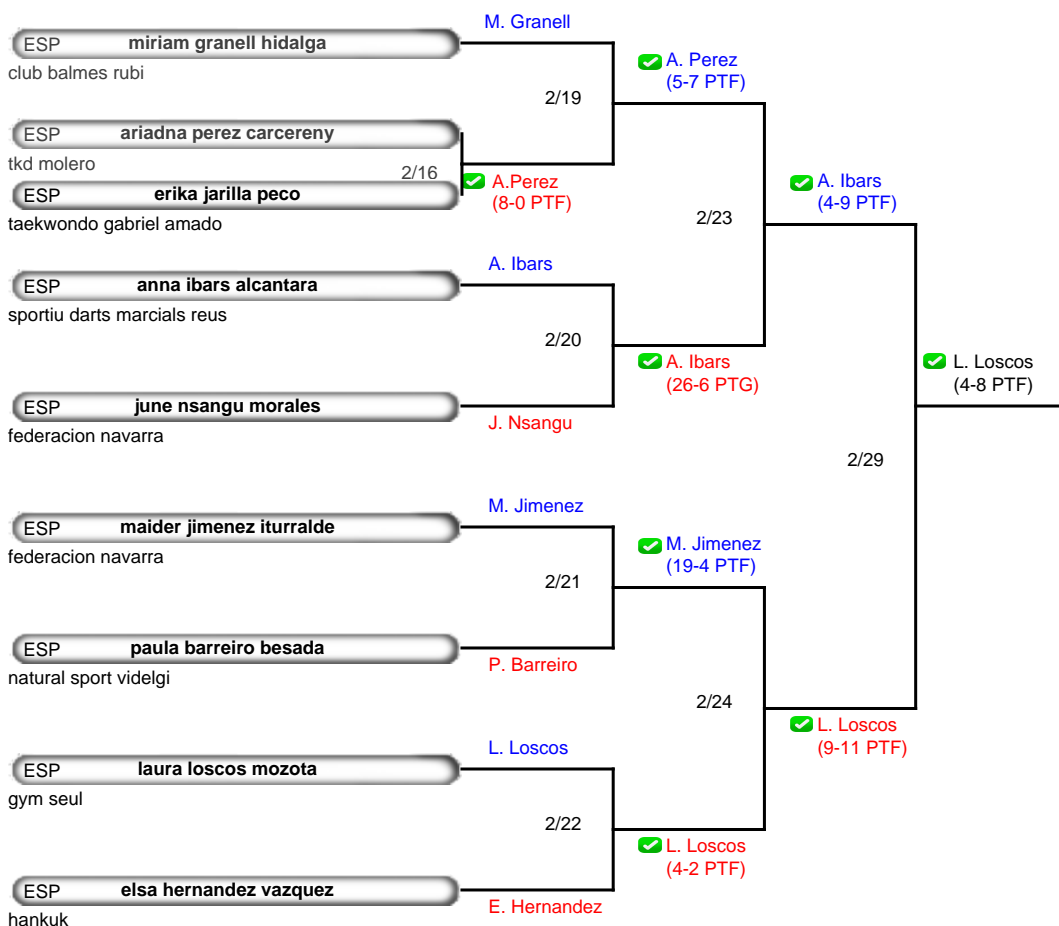 M. Granell
ESP miriam granell hidalga
club balmes rubi
A. Perez
(5-7 PTF)
2/19
ESP ariadna perez carcereny
tkd molero
2/16
A.Perez
(8-0 PTF)
ESP erika jarilla peco
taekwondo gabriel amado
A. Ibars
(4-9 PTF)
2/23
A. Ibars
ESP anna ibars alcantara
sportiu darts marcials reus
2/20
A. Ibars
(26-6 PTG)
L. Loscos
(4-8 PTF)
ESP june nsangu morales
J. Nsangu
federacion navarra
2/29
M. Jimenez
ESP maider jimenez iturralde
federacion navarra
M. Jimenez
(19-4 PTF)
2/21
ESP paula barreiro besada
P. Barreiro
natural sport videlgi
2/24
L. Loscos
(9-11 PTF)
L. Loscos
ESP laura loscos mozota
gym seul
2/22
L. Loscos
(4-2 PTF)
ESP elsa hernandez vazquez
E. Hernandez
hankuk